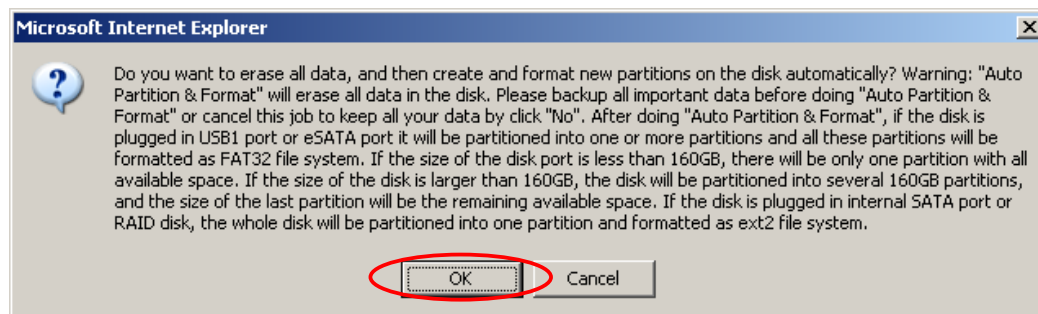 Microsoft Internet Explorer
Do you want to erase all data, and then create and format new partitions on the disk automatically? Warning: "Auto
Partition & Format" will erase all data in the disk. Please backup all important data before doing "Auto Partition &
Format" or cancel this job to keep all your data by click "No". After doing "Auto Partition & Format", if the disk is
plugged in USB1 port or eSATA port it will be partitioned into one or more partitions and all these partitions will be
formatted as FAT32 file system. If the size of the disk port is less than 160GB, there will be only one partition with all
available space. If the size of the disk is larger than 160GB, the disk will be partitioned into several 160GB partitions,
and the size of the last partition will be the remaining available space. If the disk is plugged in internal SATA port or
RAID disk, the whole disk will be partitioned into one partition and formatted as ext2 file system.
OK Cancel